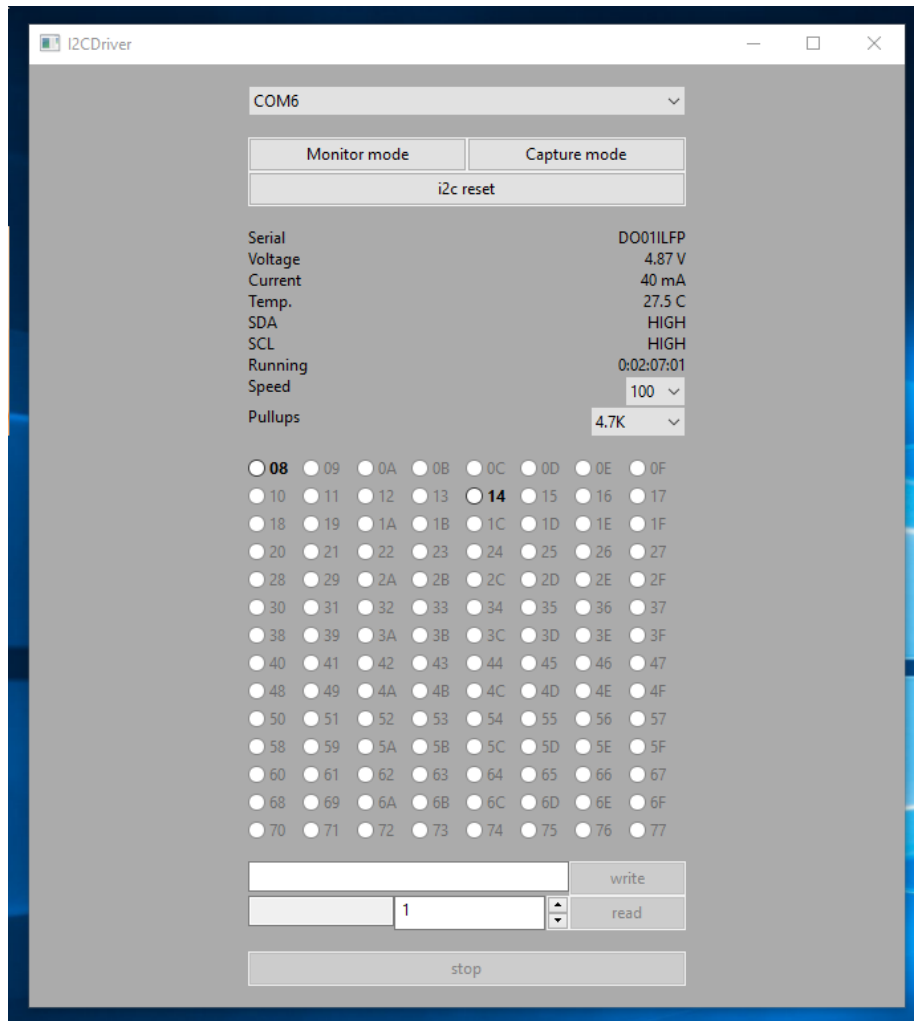 I2CDriver
COM6
Monitor mode Capture mode
i2c reset
Serial DO01ILFP
Voltage 4.87 V
Current 40 mA
Temp. 27.5 C
SDA HIGH
SCL HIGH
Running 0:02:07:01
Speed 100
Pullups 4.7K
08 09 0A 0B 0C 0D 0E 0F
10 11 12 13 14 15 16 17
18 19 1A 1B 1C 1D 1E 1F
20 21 22 23 24 25 26 27
28 29 2A 2B 2C 2D 2E 2F
30 31 32 33 34 35 36 37
38 39 3A 3B 3C 3D 3E 3F
40 41 42 43 44 45 46 47
48 49 4A 4B 4C 4D 4E 4F
50 51 52 53 54 55 56 57
58 59 5A 5B 5C 5D 5E 5F
60 61 62 63 64 65 66 67
68 69 6A 6B 6C 6D 6E 6F
70 71 72 73 74 75 76 77
write
1 read
stop